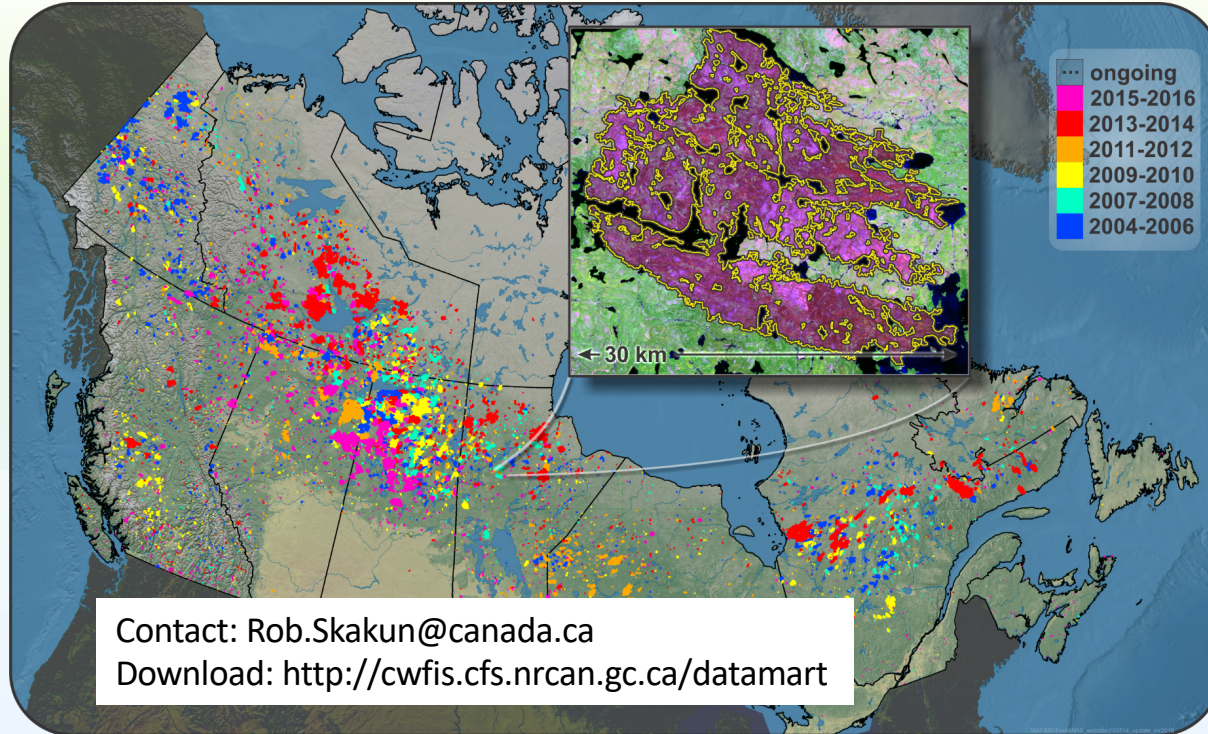 ... ongoing
2015-2016
2013-2014
2011-2012
2009-2010
2007-2008
2004-2006
30 km
Contact: Rob.Skakun@canada.ca
Download: http://cwfis.cfs.nrcan.gc.ca/datamart